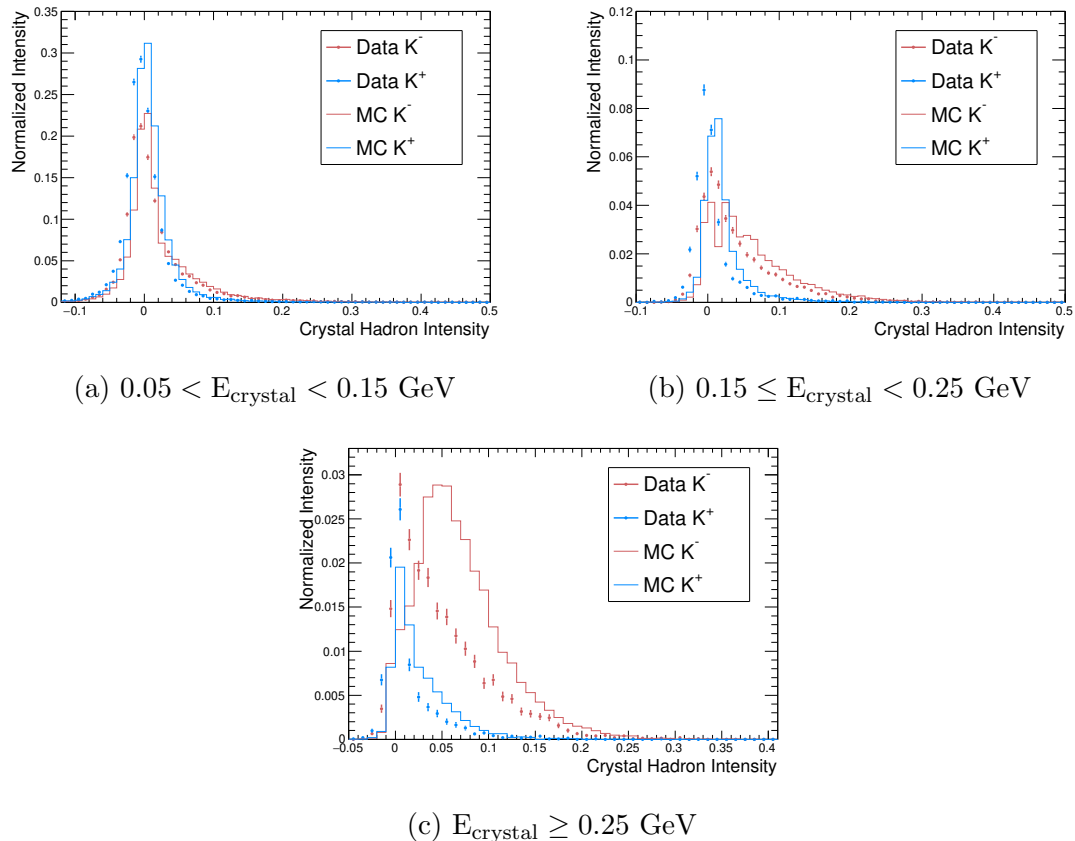 Normalized Intensity
0.35
0.3
0.25
0.2
0.15
0.1
0.05
0
−0.1 0 0.1 0.2 0.3 0.4 0.5
Crystal Hadron Intensity
Data K-
Data K+
MC K-
MC K+
(a) 0.05 < Ecrystal < 0.15 GeV
Normalized Intensity
0.12
0.1
0.08
0.06
0.04
0.02
0
−0.1 0 0.1 0.2 0.3 0.4 0.5
Crystal Hadron Intensity
Data K-
Data K+
MC K-
MC K+
(b) 0.15 ≤ Ecrystal < 0.25 GeV
Normalized Intensity
0.03
0.025
0.02
0.015
0.01
0.005
0
−0.05 0 0.05 0.1 0.15 0.2 0.25 0.3 0.35 0.4
Crystal Hadron Intensity
Data K-
Data K+
MC K-
MC K+
(c) Ecrystal ≥ 0.25 GeV